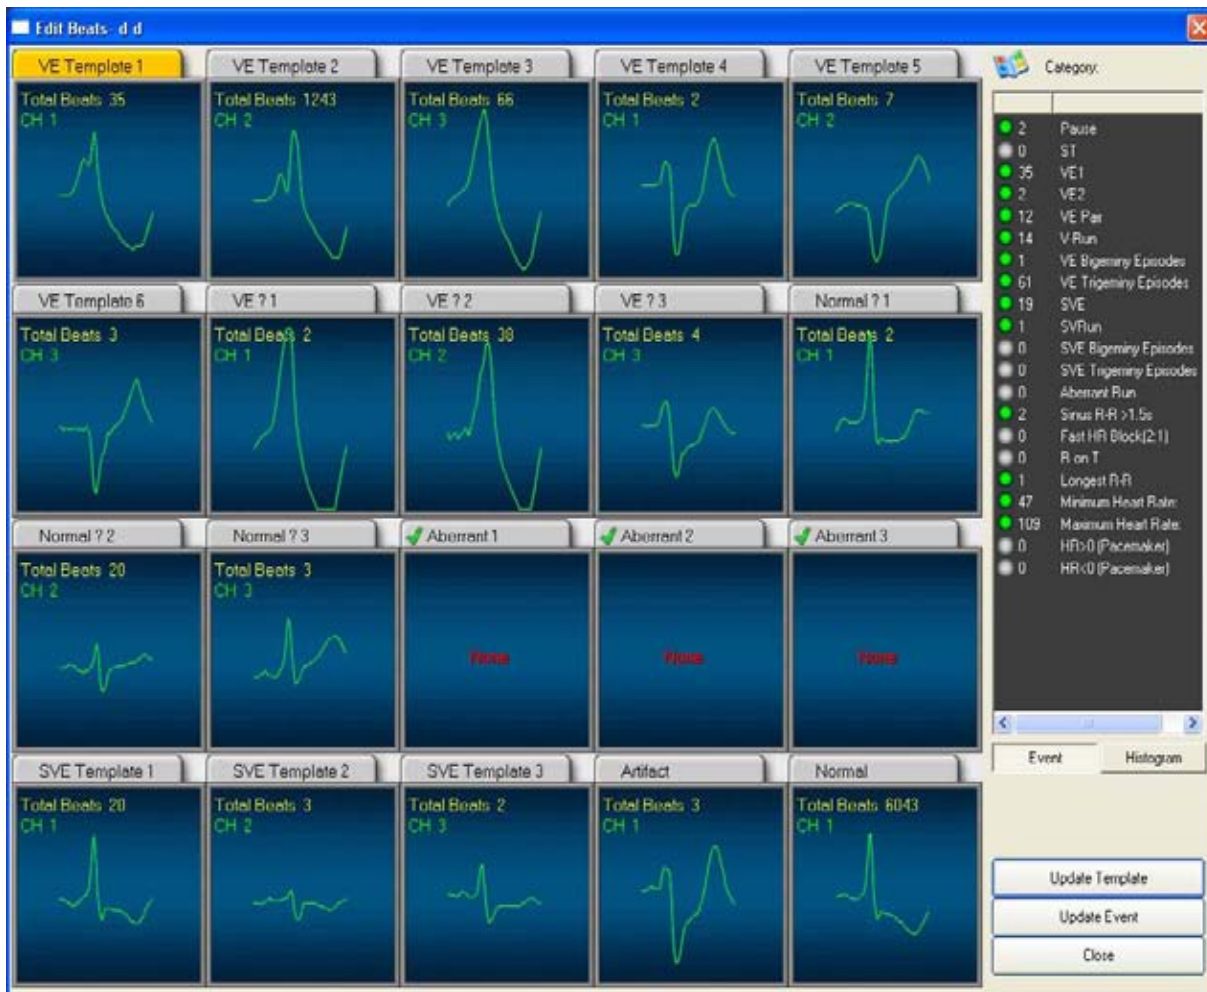 Edit Beats- d d
VE Template 1
VE Template 2
VE Template 3
VE Template 4
VE Template 5
Total Beats 35
CH 1
Total Beats 1243
CH 2
Total Beats 66
CH 3
Total Beats 2
CH 1
Total Beats 7
CH 2
VE Template 6
VE ? 1
VE ? 2
VE ? 3
Normal ? 1
Total Beats 3
CH 3
Total Beats 2
CH 1
Total Beats 38
CH 2
Total Beats 4
CH 3
Total Beats 2
CH 1
Normal ? 2
Normal ? 3
Aberrant 1
Aberrant 2
Aberrant 3
Total Beats 20
CH 2
Total Beats 3
CH 3
None
None
None
SVE Template 1
SVE Template 2
SVE Template 3
Artifact
Normal
Total Beats 20
CH 1
Total Beats 3
CH 2
Total Beats 2
CH 3
Total Beats 3
CH 1
Total Beats 6043
CH 1
Category:
2 Pause
0 ST
35 VE1
2 VE2
12 VE Pair
14 V-Run
1 VE Bigeminy Episodes
61 VE Trigeminy Episodes
19 SVE
1 SVRun
0 SVE Bigeminy Episodes
0 SVE Trigeminy Episodes
0 Aberrant Run
2 Sinus R-R >1.5s
0 Fast HR Block(2:1)
0 R on T
1 Longest R-R
47 Minimum Heart Rate:
109 Maximum Heart Rate:
0 HR>0 (Pacemaker)
0 HR<0 (Pacemaker)
Event
Histogram
Update Template
Update Event
Close